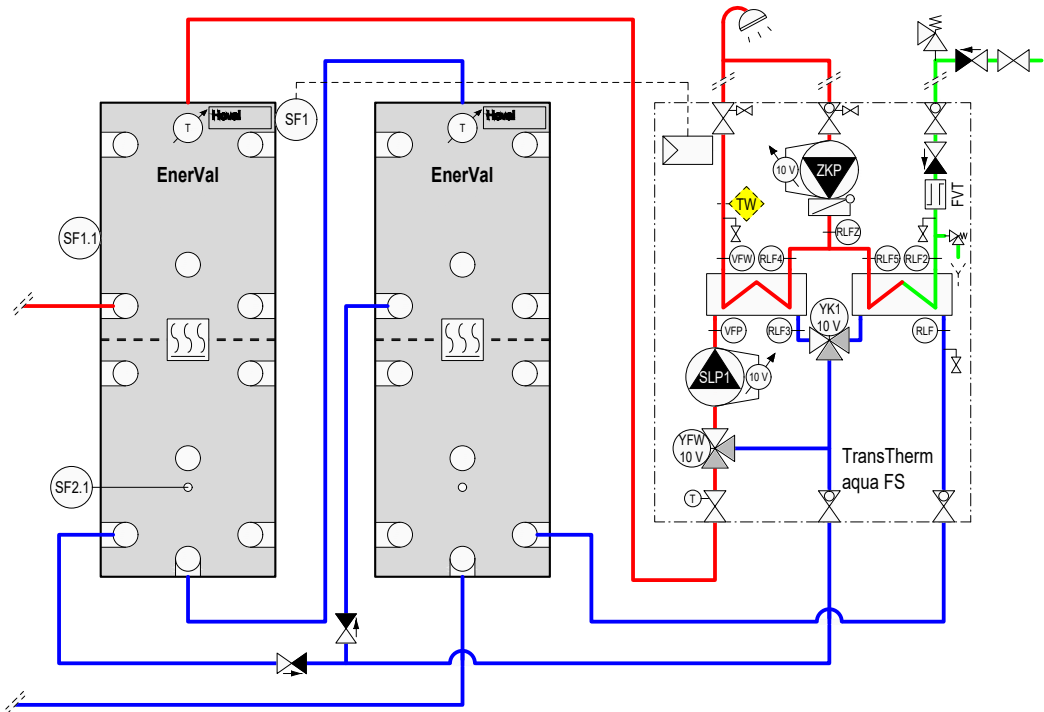 T
Hoval
SF1
T
Hoval
EnerVal
EnerVal
10 V
ZKP
FVT
TW
SF1.1
RLFZ
VFW
RLF4
RLF5
RLF2
YK1
10 V
VFP
RLF3
RLF
SLP1
10 V
YFW
10 V
TransTherm
aqua FS
SF2.1
T